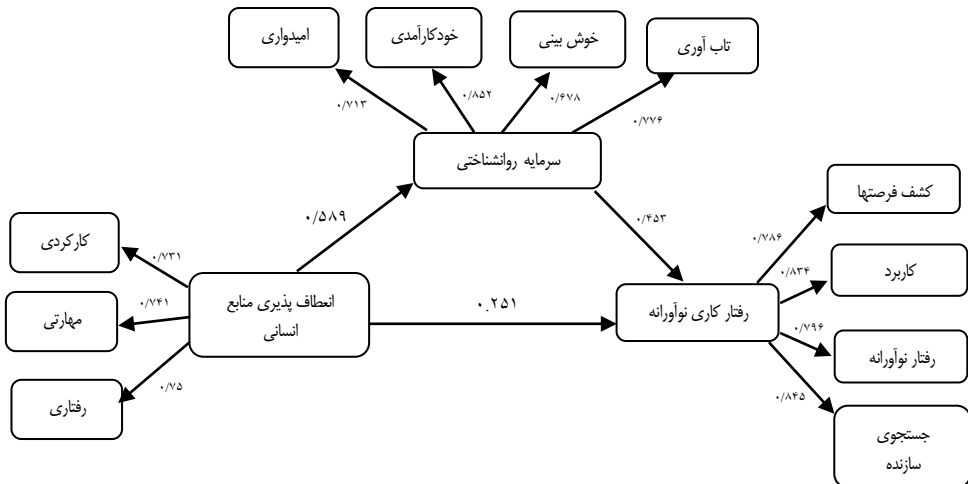 امیدواری
خودکارآمدی
خوش بینی
تاب آوری
۰/۷۱۳
۰/۸۵۲
۰/۶۷۸
۰/۷۷۶
سرمایه روانشناختی
۰/۵۸۹
۰/۴۵۳
کارکردی
۰/۷۳۱
مهارتی
۰/۷۴۱
رفتاری
۰/۷۵
انعطاف پذیری منابع
انسانی
۰.۲۵۱
رفتار کاری نوآورانه
کشف فرصتها
۰/۷۸۶
کاربرد
۰/۸۳۴
رفتار نوآورانه
۰/۷۹۶
جستجوی
سازنده
۰/۸۴۵